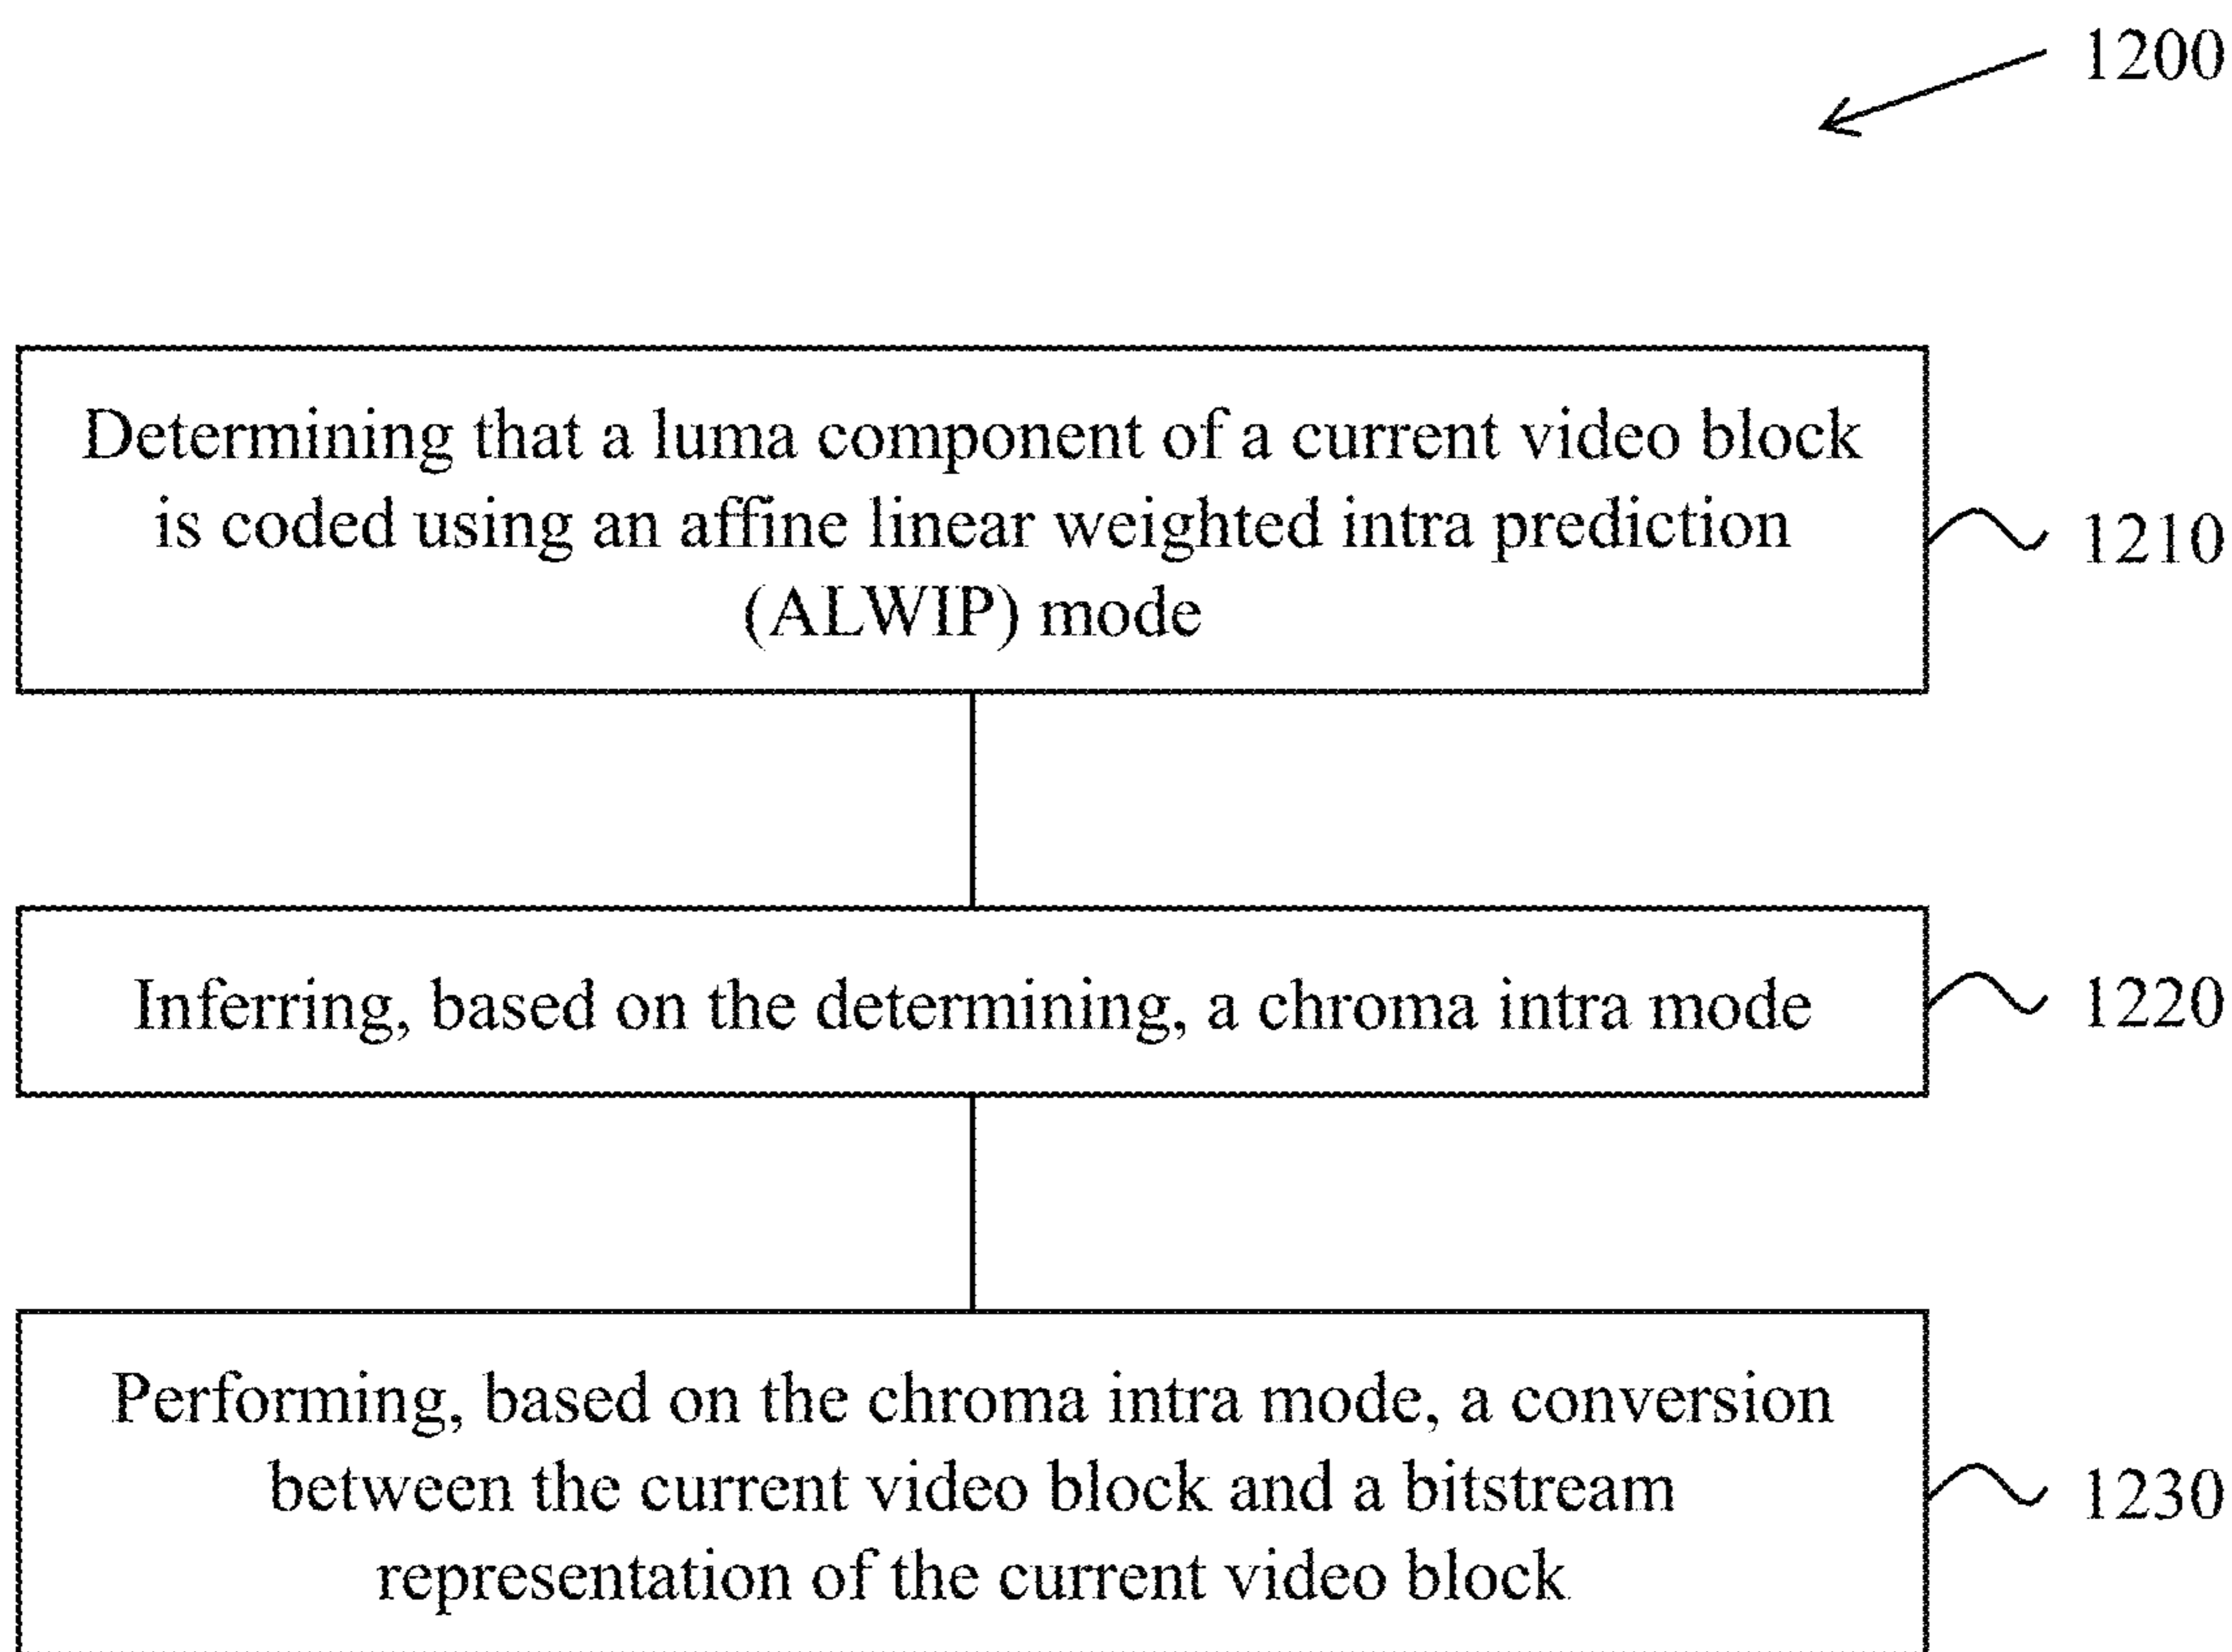 1200
Determining that a luma component of a current video block
is coded using an affine linear weighted intra prediction
(ALWIP) mode
1210
Inferring, based on the determining, a chroma intra mode
1220
Performing, based on the chroma intra mode, a conversion
between the current video block and a bitstream
representation of the current video block
1230